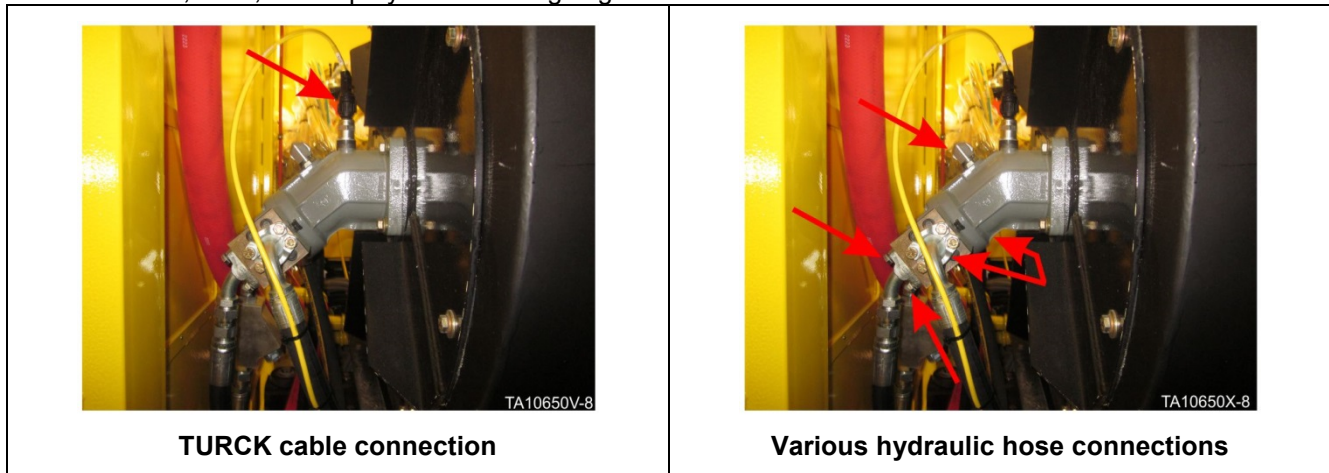 TA10650V-8
TA10650X-8
TURCK cable connection
Various hydraulic hose connections